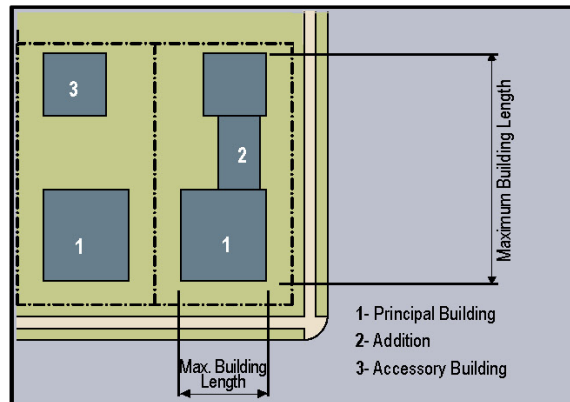 3
2
1
1
Maximum Building Length
Max. Building
Length
1- Principal Building
2- Addition
3- Accessory Building